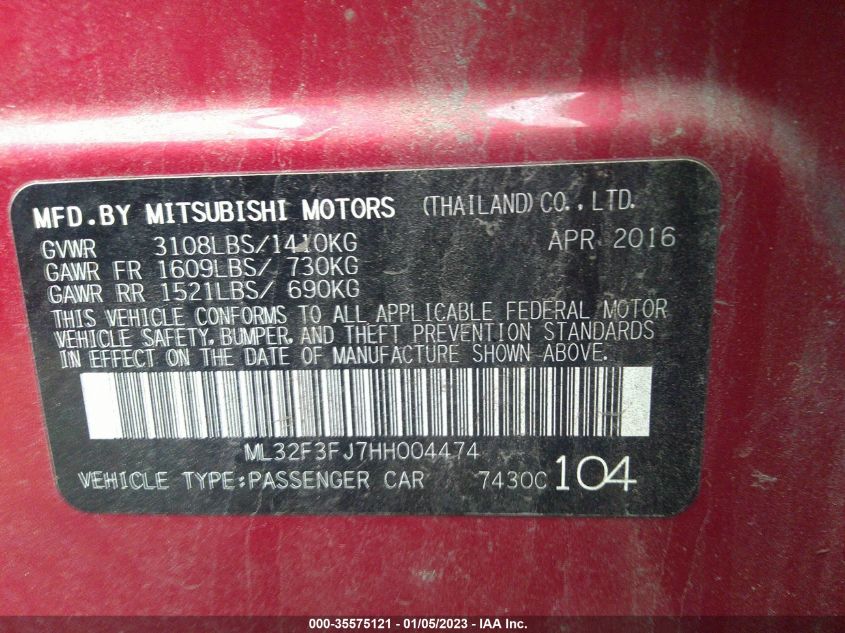 MFD.BY MITSUBISHI MOTORS (THAILAND) CO.,LTD.
GVWR 3108LBS/1410KG APR 2016
GAWR FR 1609LBS/ 730KG
GAWR RR 1521LBS/ 690KG
THIS VEHICLE CONFORMS TO ALL APPLICABLE FEDERAL MOTOR
VEHICLE SAFETY, BUMPER, AND THEFT PREVENTION STANDARDS
IN EFFECT ON THE DATE OF MANUFACTURE SHOWN ABOVE.
ML32F3FJ7HH004474
VEHICLE TYPE:PASSENGER CAR 7430C 104
000-35575121 - 01/05/2023 - IAA Inc.